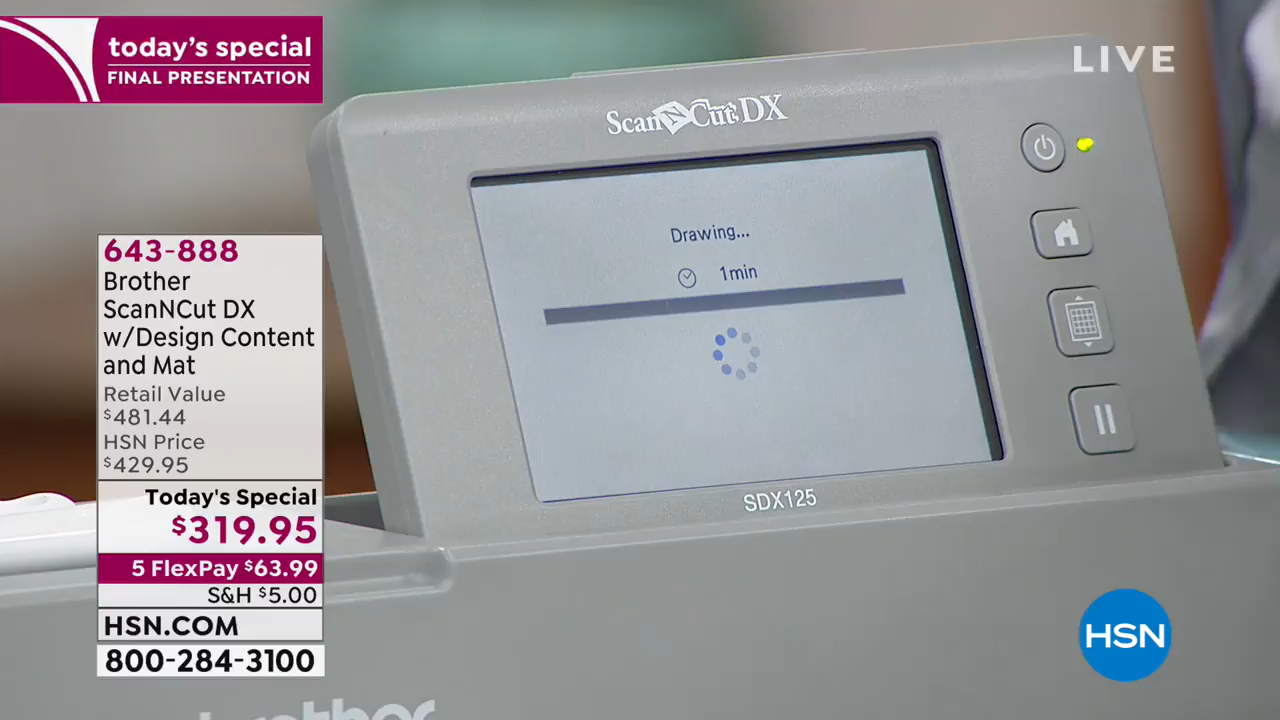 today's special
FINAL PRESENTATION
LIVE
ScanNCut DX
Drawing...
1min
SDX125
643-888
Brother
ScanNCut DX
w/Design Content
and Mat
Retail Value
$481.44
HSN Price
$429.95
Today's Special
$319.95
5 FlexPay $63.99
S&H $5.00
HSN.COM
800-284-3100
HSN
brother